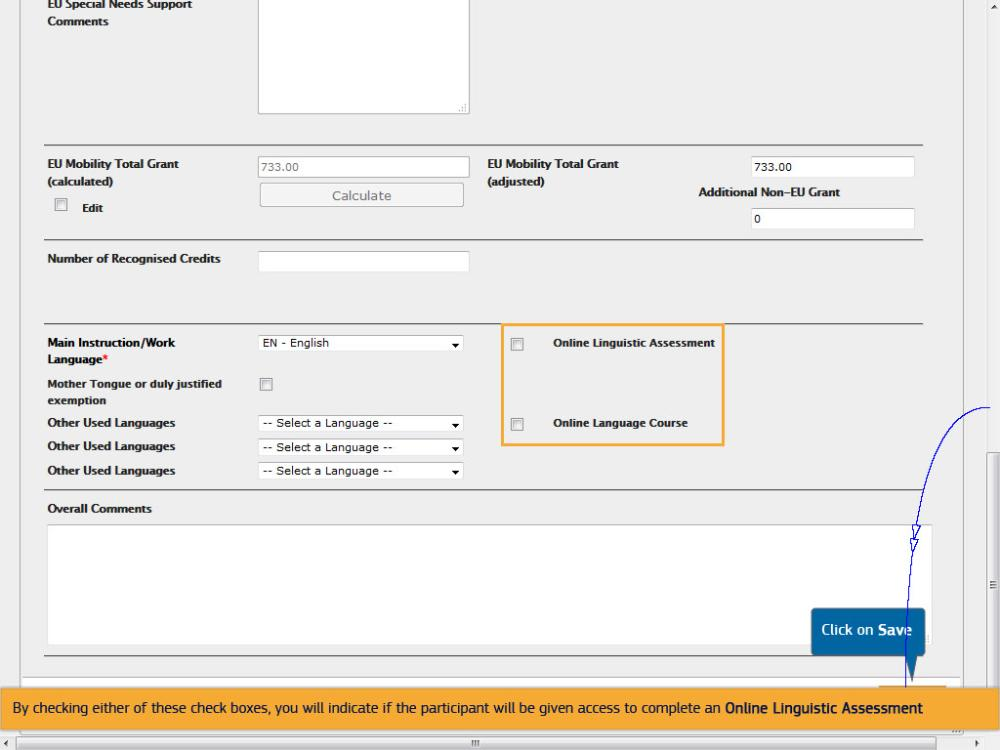 EU Special Needs Support
Comments
EU Mobility Total Grant
(calculated)
733.00
EU Mobility Total Grant
(adjusted)
733.00
Calculate
Edit
Additional Non-EU Grant
0
Number of Recognised Credits
Main Instruction/Work
Language*
EN - English
Online Linguistic Assessment
Mother Tongue or duly justified
exemption
Other Used Languages
-- Select a Language --
Online Language Course
Other Used Languages
-- Select a Language --
Other Used Languages
-- Select a Language --
Overall Comments
Click on Save
By checking either of these check boxes, you will indicate if the participant will be given access to complete an Online Linguistic Assessment